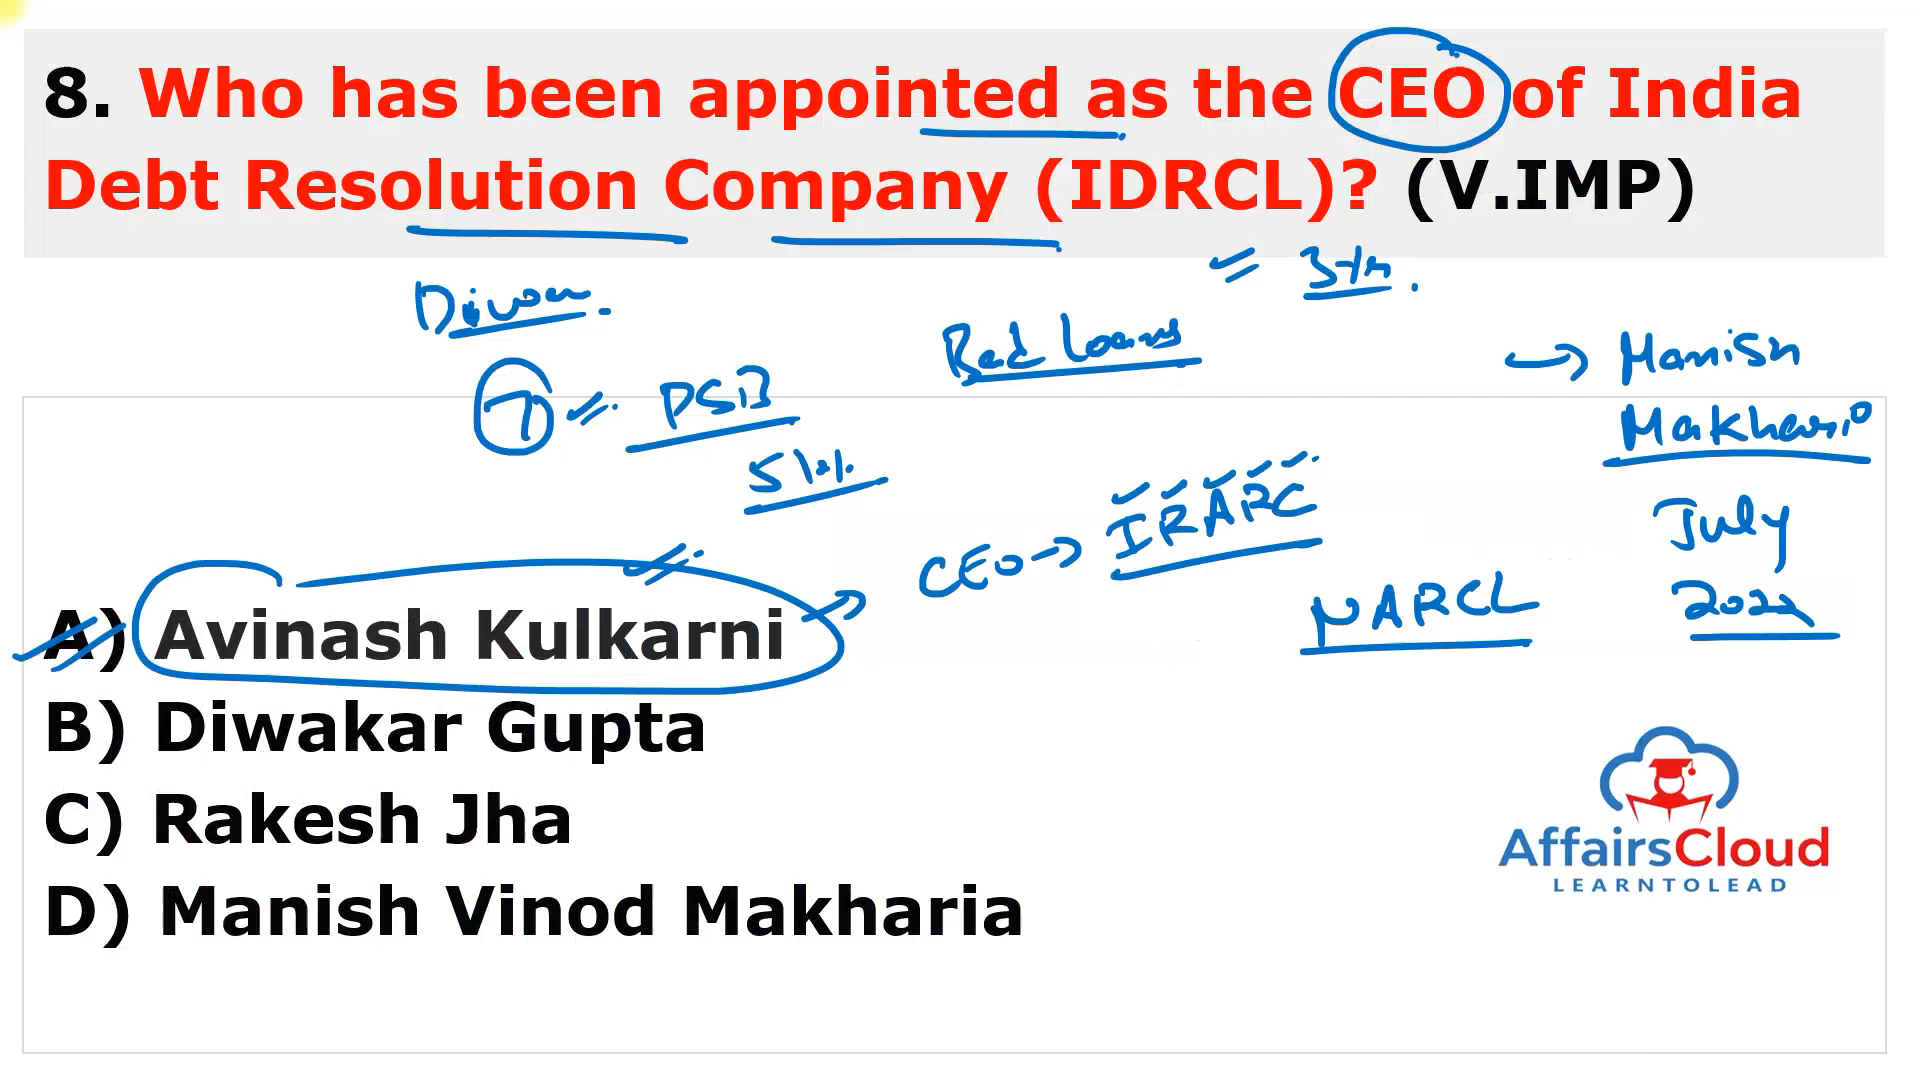 8. Who has been appointed as the CEO of India
Debt Resolution Company (IDRCL)? (V.IMP)
3 yr.
Bad Loans
7 PSB
51%
Manish
Makharia
CEO → IRARC
July
2022
NARCL
A) Avinash Kulkarni
B) Diwakar Gupta
C) Rakesh Jha
D) Manish Vinod Makharia
AffairsCloud
LEARNTOLEAD